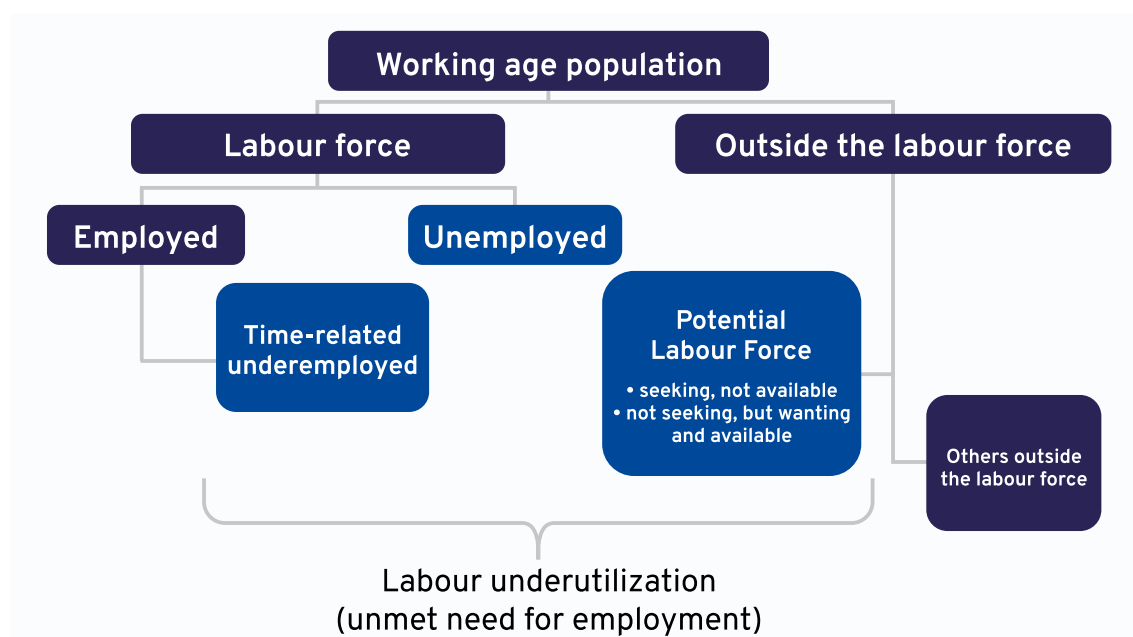 Working age population
Labour force
Outside the labour force
Employed
Unemployed
Time-related
underemployed
Potential
Labour Force
• seeking, not available
• not seeking, but wanting
and available
Others outside
the labour force
Labour underutilization
(unmet need for employment)